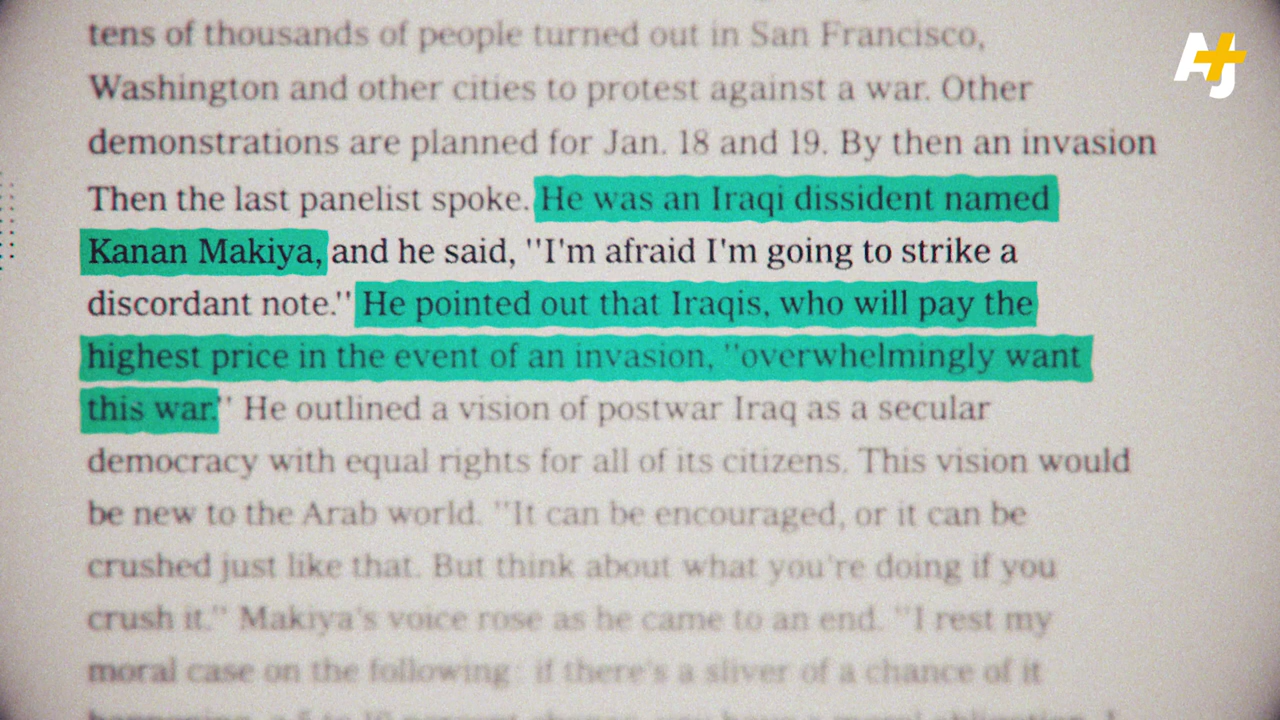 AJ+
tens of thousands of people turned out in San Francisco,
Washington and other cities to protest against a war. Other
demonstrations are planned for Jan. 18 and 19. By then an invasion
Then the last panelist spoke. He was an Iraqi dissident named
Kanan Makiya, and he said, "I'm afraid I'm going to strike a
discordant note." He pointed out that Iraqis, who will pay the
highest price in the event of an invasion, "overwhelmingly want
this war." He outlined a vision of postwar Iraq as a secular
democracy with equal rights for all of its citizens. This vision would
be new to the Arab world. "It can be encouraged, or it can be
crushed just like that. But think about what you're doing if you
crush it." Makiya's voice rose as he came to an end. "I rest my
moral case on the following: if there's a sliver of a chance of it